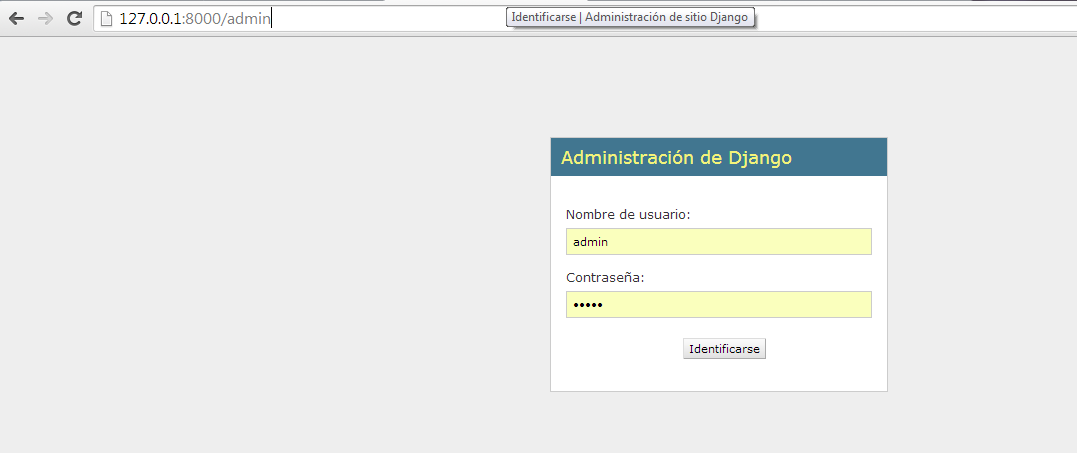 127.0.0.1:8000/admin
Identificarse | Administración de sitio Django
Administración de Django
Nombre de usuario:
admin
Contraseña:
•••••
Identificarse